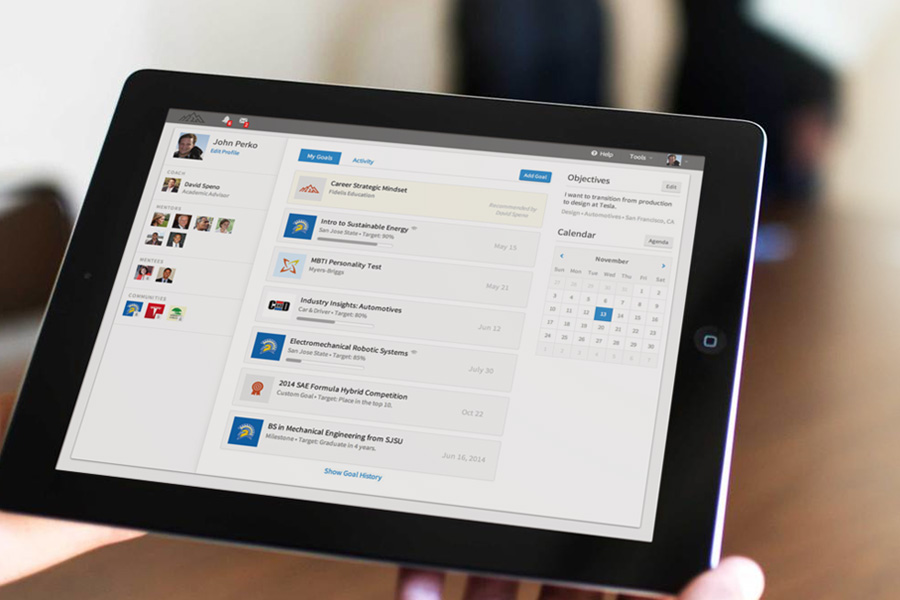 Help
Tools
John Perko
Edit Profile
COACH
David Speno
Academic Advisor
MENTORS
MENTEES
COMMUNITIES
My Goals
Activity
Add Goal
Career Strategic Mindset
Fidelis Education
Recommended by
David Speno
Intro to Sustainable Energy
San Jose State • Target: 90%
May 15
MBTI Personality Test
Myers-Briggs
May 21
Industry Insights: Automotives
Car & Driver • Target: 80%
Jun 12
Electromechanical Robotic Systems
San Jose State • Target: 85%
July 30
2014 SAE Formula Hybrid Competition
Custom Goal • Target: Place in the top 10.
Oct 22
BS in Mechanical Engineering from SJSU
Milestone • Target: Graduate in 4 years.
Jun 16, 2014
Show Goal History
Objectives
Edit
I want to transition from production
to design at Tesla.
Design • Automotives • San Francisco, CA
Calendar
Agenda
November
Sun Mon Tue Wed Thu Fri Sat
27 28 29 30 31 1 2
3 4 5 6 7 8 9
10 11 12 13 14 15 16
17 18 19 20 21 22 23
24 25 26 27 28 29 30
1 2 3 4 5 6 7